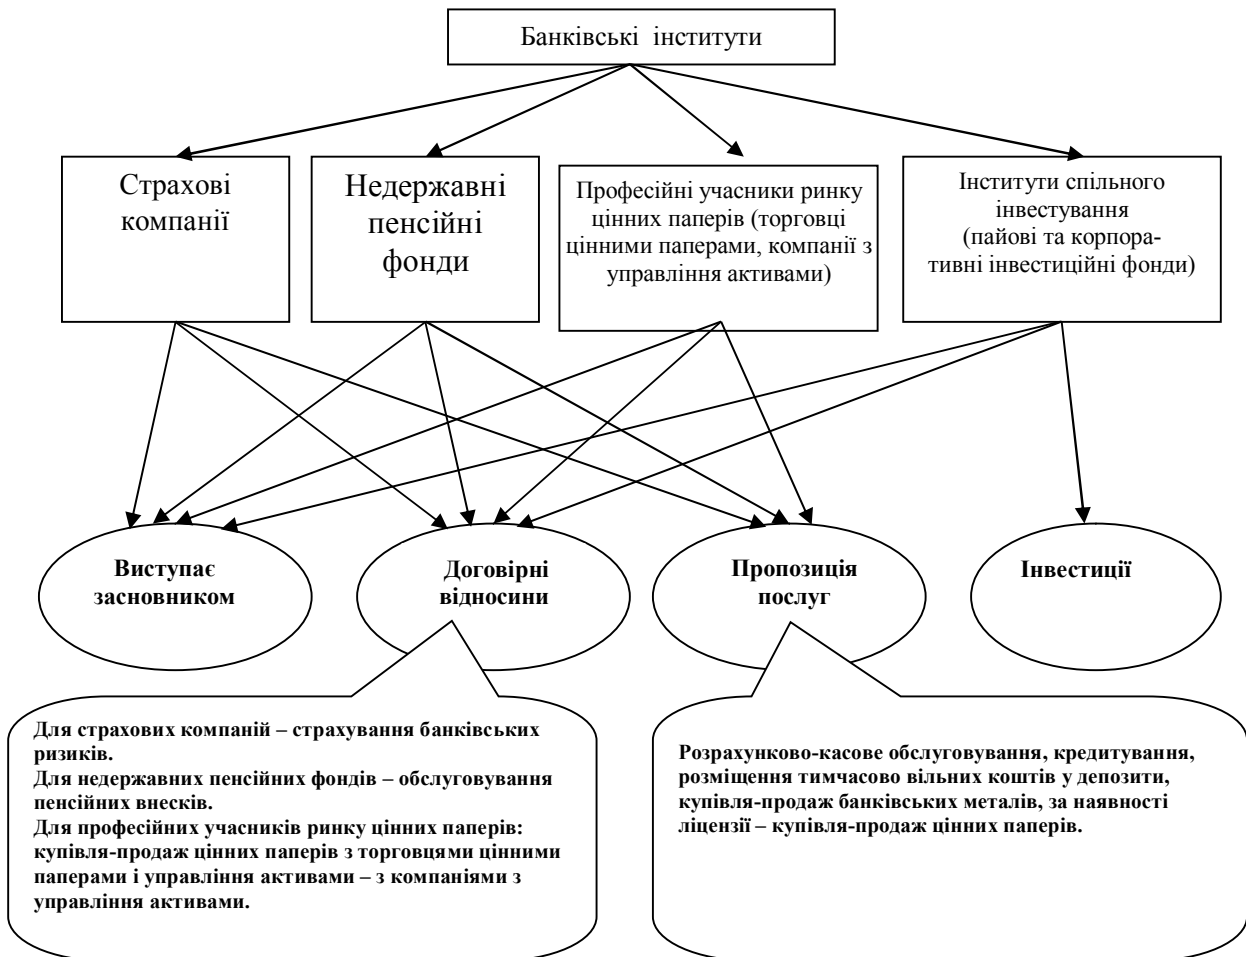 Банківські інститути
Страхові
компанії
Недержавні
пенсійні
фонди
Професійні учасники ринку
цінних паперів (торговці
цінними паперами, компанії з
управління активами)
Інститути спільного
інвестування
(пайові та корпора-
тивні інвестиційні фонди)
Виступає
засновником
Договірні
відносини
Пропозиція
послуг
Інвестиції
Для страхових компаній – страхування банківських
ризиків.
Для недержавних пенсійних фондів – обслуговування
пенсійних внесків.
Для професійних учасників ринку цінних паперів:
купівля-продаж цінних паперів з торговцями цінними
паперами і управління активами – з компаніями з
управління активами.
Розрахунково-касове обслуговування, кредитування,
розміщення тимчасово вільних коштів у депозити,
купівля-продаж банківських металів, за наявності
ліцензії – купівля-продаж цінних паперів.